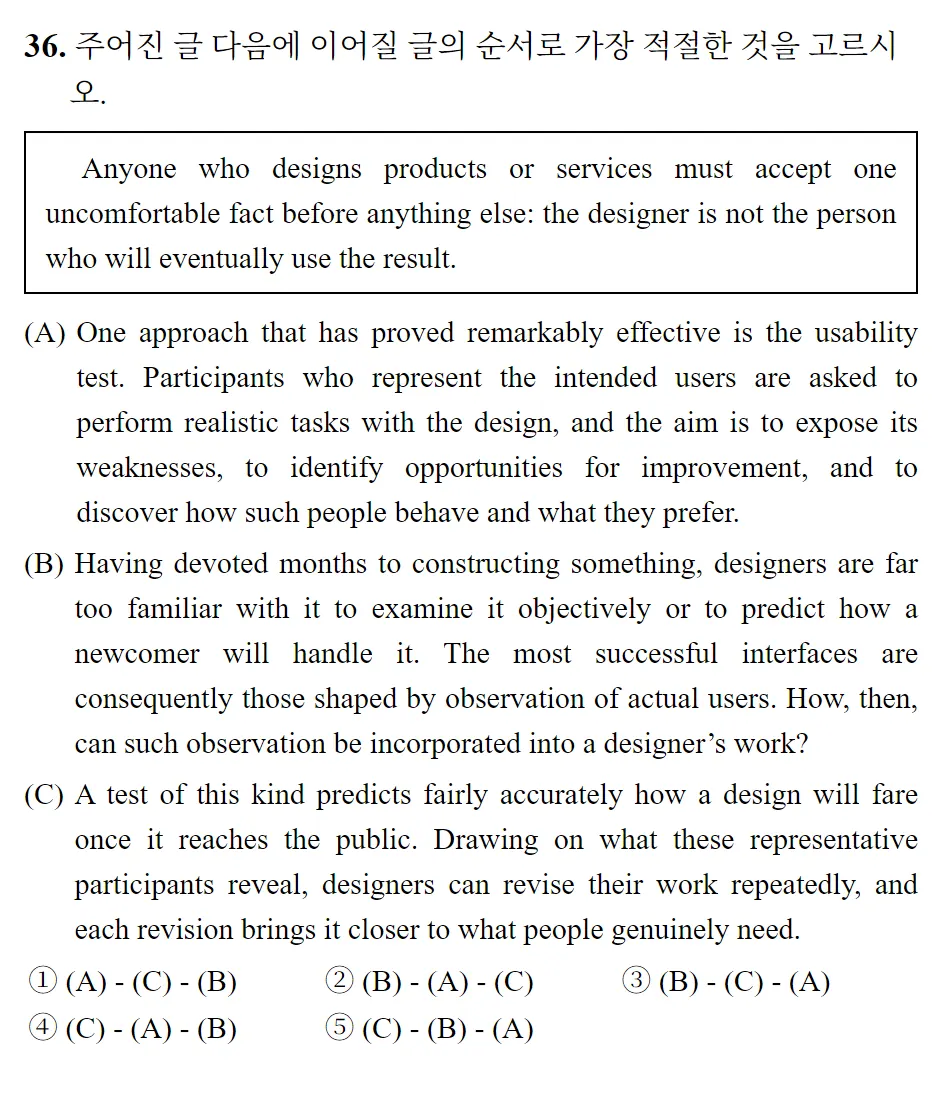 36. 주어진 글 다음에 이어질 글의 순서로 가장 적절한 것을 고르시
오.
Anyone who designs products or services must accept one
uncomfortable fact before anything else: the designer is not the person
who will eventually use the result.
(A) One approach that has proved remarkably effective is the usability
test. Participants who represent the intended users are asked to
perform realistic tasks with the design, and the aim is to expose its
weaknesses, to identify opportunities for improvement, and to
discover how such people behave and what they prefer.
(B) Having devoted months to constructing something, designers are far
too familiar with it to examine it objectively or to predict how a
newcomer will handle it. The most successful interfaces are
consequently those shaped by observation of actual users. How, then,
can such observation be incorporated into a designer’s work?
(C) A test of this kind predicts fairly accurately how a design will fare
once it reaches the public. Drawing on what these representative
participants reveal, designers can revise their work repeatedly, and
each revision brings it closer to what people genuinely need.
① (A) - (C) - (B) ② (B) - (A) - (C) ③ (B) - (C) - (A)
④ (C) - (A) - (B) ⑤ (C) - (B) - (A)